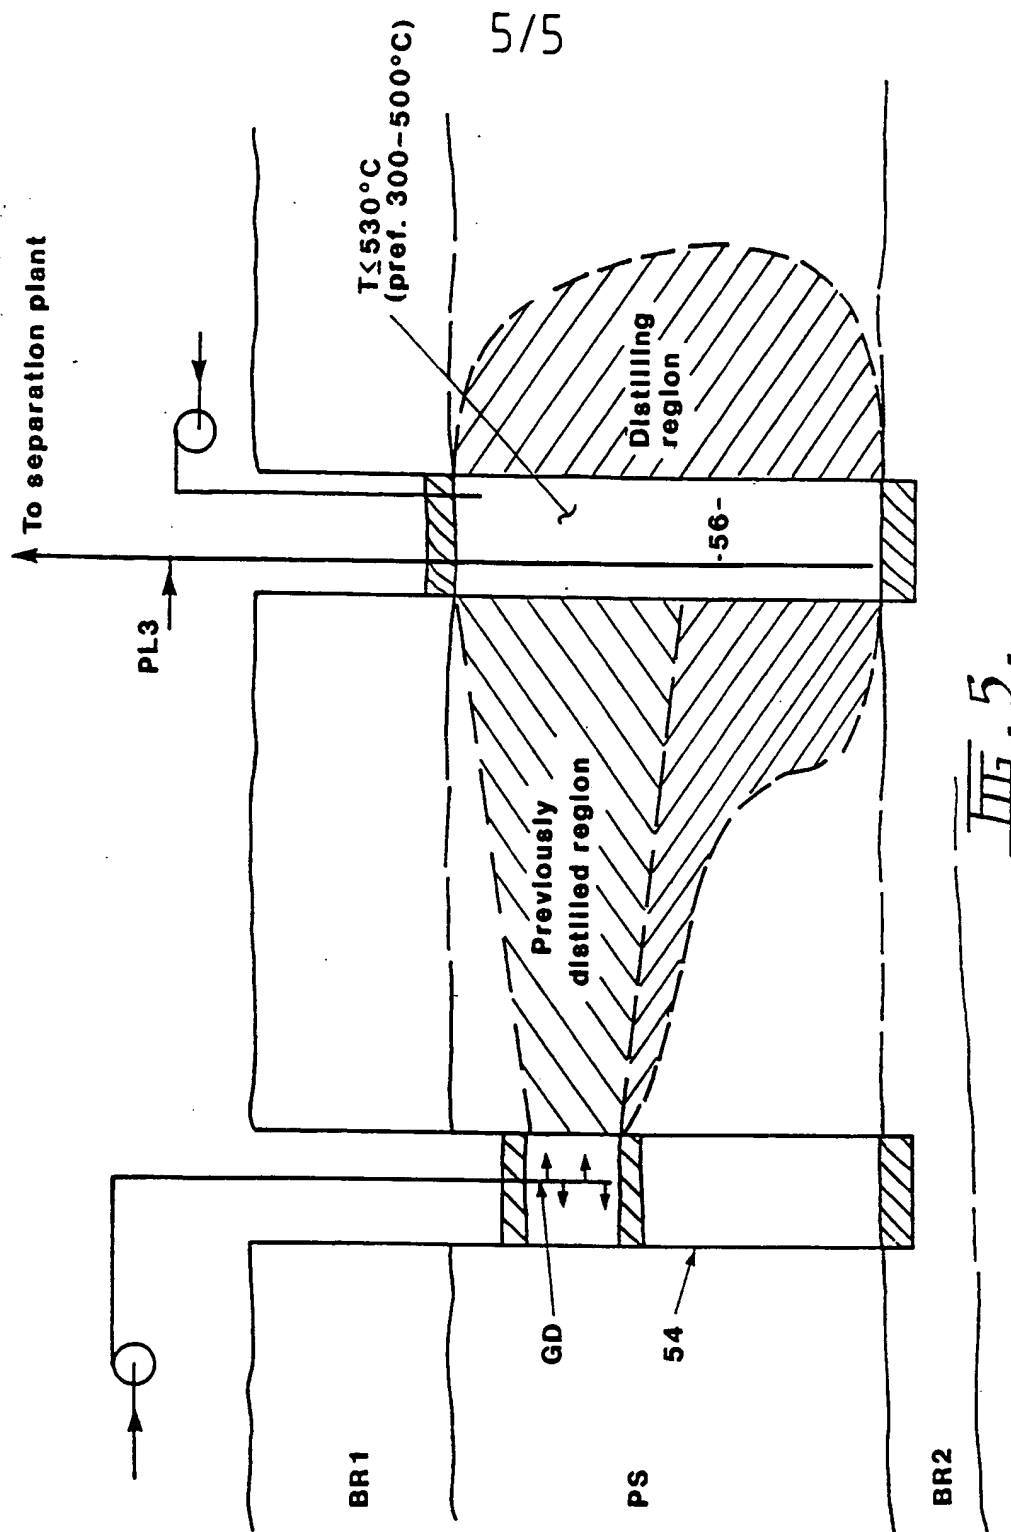 5/5
To separation plant
PL3
T≤530°C
(pref. 300-500°C)
Distilling
region
-56-
Previously
distilled region
GD
54
BR1
PS
BR2
Fig. 5.